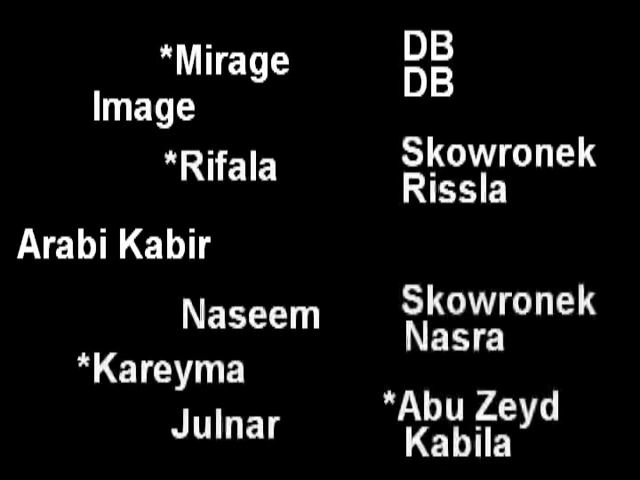 *Mirage
DB
DB
Image
*Rifala
Skowronek
Rissla
Arabi Kabir
Naseem
Skowronek
Nasra
*Kareyma
Julnar
*Abu Zeyd
Kabila